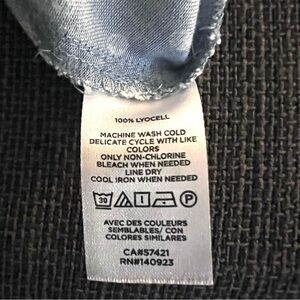 100% LYOCELL
MACHINE WASH COLD
DELICATE CYCLE WITH LIKE
COLORS
ONLY NON-CHLORINE
BLEACH WHEN NEEDED
LINE DRY
COOL IRON WHEN NEEDED
30 P
AVEC DES COULEURS
SEMBLABLES/ CON
COLORES SIMILARES
CA#57421
RN#140923